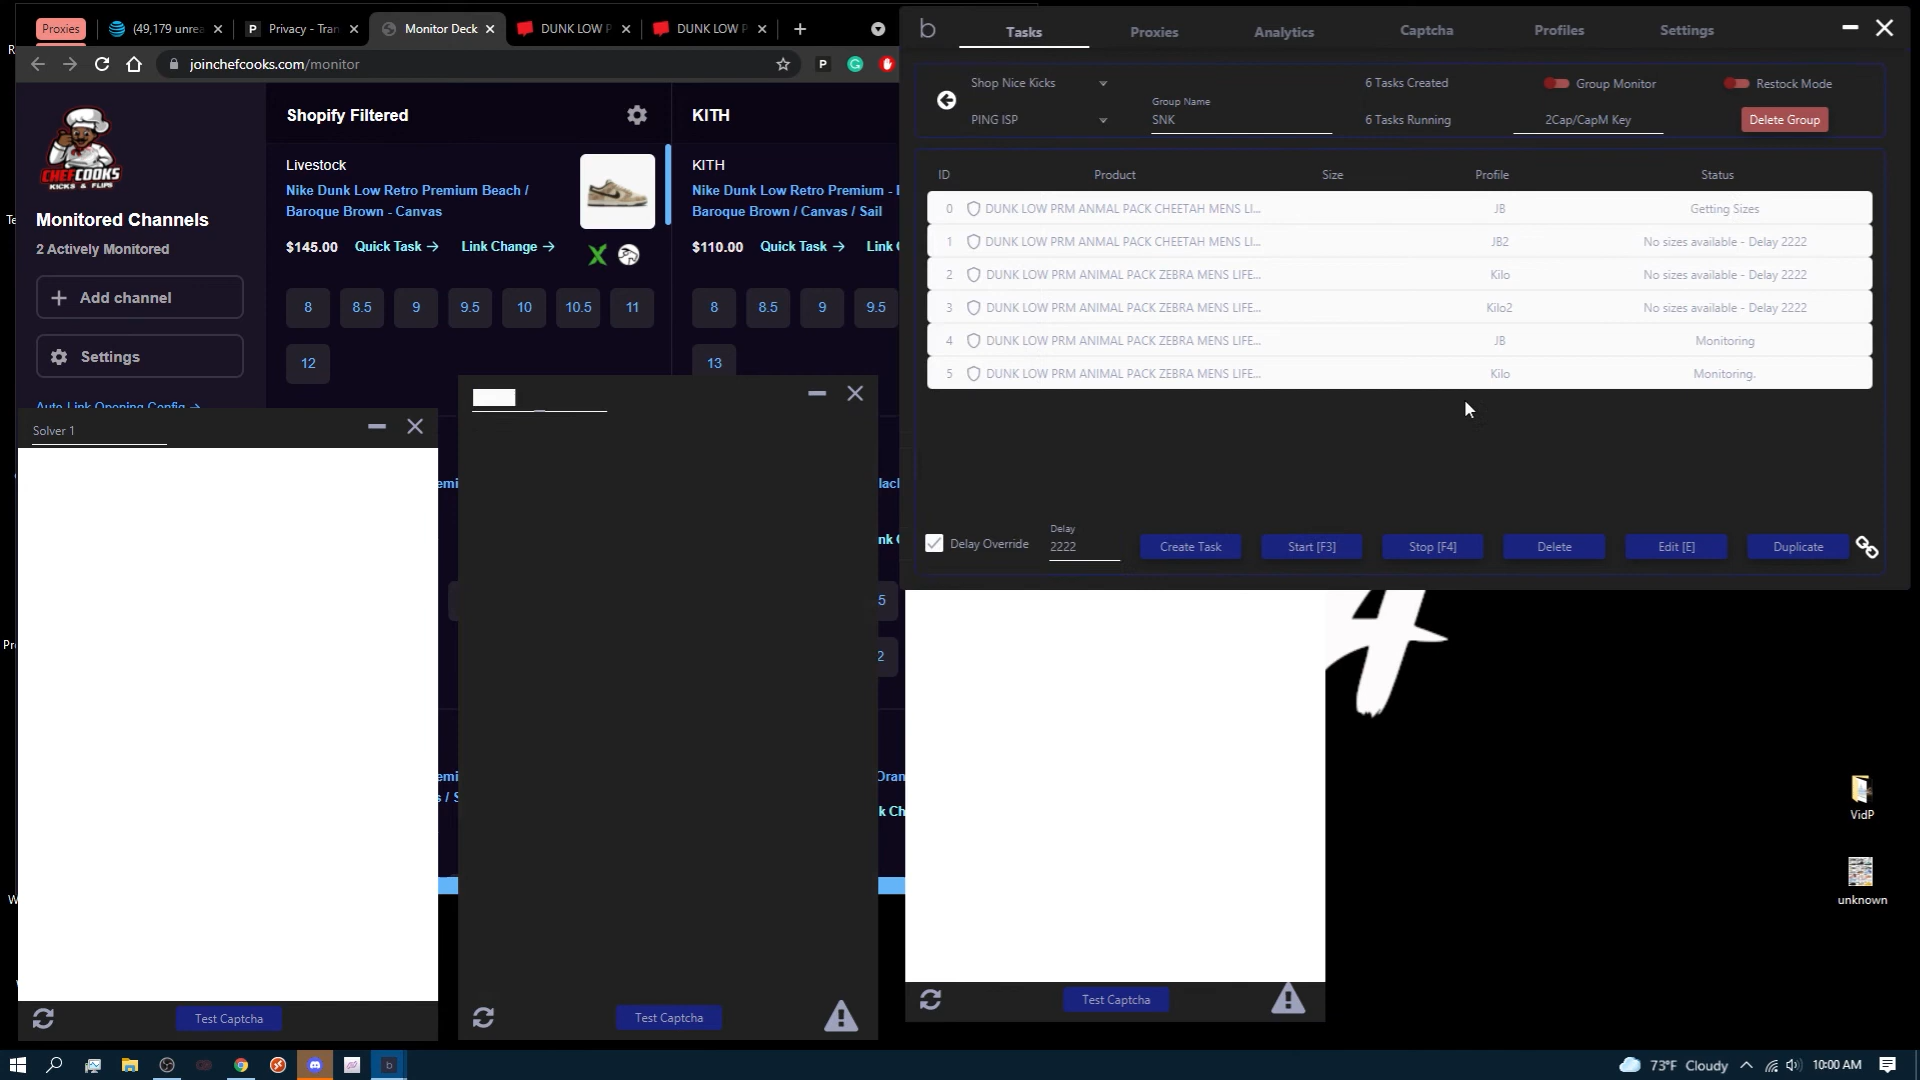 Proxies
(49,179 unrea
Privacy - Tran
Monitor Deck
DUNK LOW P
DUNK LOW P
joinchefcooks.com/monitor
CHEFCOOKS
KICKS & FLIPS
Monitored Channels
2 Actively Monitored
Add channel
Settings
Auto Link Opening Config →
Shopify Filtered
Livestock
Nike Dunk Low Retro Premium Beach /
Baroque Brown - Canvas
$145.00 Quick Task → Link Change →
8 8.5 9 9.5 10 10.5 11
12
KITH
KITH
Nike Dunk Low Retro Premium -
Baroque Brown / Canvas / Sail
$110.00 Quick Task → Link
8 8.5 9 9.5
13
b
Tasks
Proxies
Analytics
Captcha
Profiles
Settings
Shop Nice Kicks
6 Tasks Created
Group Monitor
Restock Mode
PING ISP
Group Name
SNK
6 Tasks Running
2Cap/CapM Key
Delete Group
ID Product Size Profile Status
0 DUNK LOW PRM ANMAL PACK CHEETAH MENS LI... JB Getting Sizes
1 DUNK LOW PRM ANMAL PACK CHEETAH MENS LI... JB2 No sizes available - Delay 2222
2 DUNK LOW PRM ANIMAL PACK ZEBRA MENS LIFE... Kilo No sizes available - Delay 2222
3 DUNK LOW PRM ANIMAL PACK ZEBRA MENS LIFE... Kilo2 No sizes available - Delay 2222
4 DUNK LOW PRM ANIMAL PACK ZEBRA MENS LIFE... JB Monitoring
5 DUNK LOW PRM ANIMAL PACK ZEBRA MENS LIFE... Kilo Monitoring.
Delay Override
Delay
2222
Create Task
Start [F3]
Stop [F4]
Delete
Edit [E]
Duplicate
Solver 1
Test Captcha
Test Captcha
Test Captcha
VidP
unknown
73°F Cloudy
10:00 AM